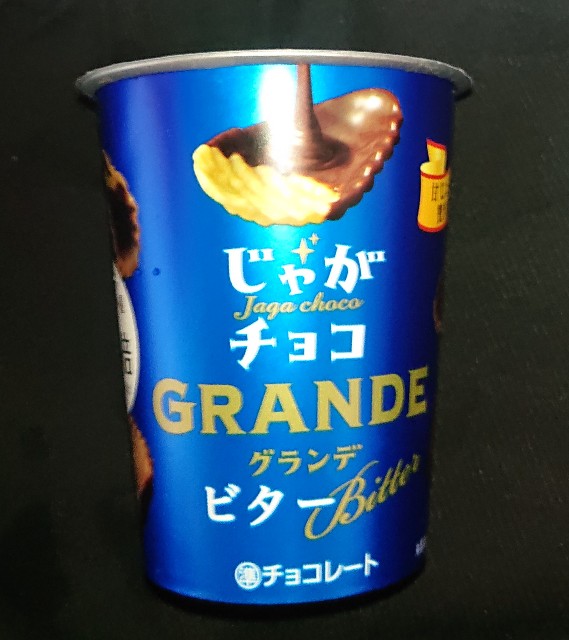 じゃが
Jaga choco
チョコ
GRANDE
グランデ
ビター Bitter
準チョコレート